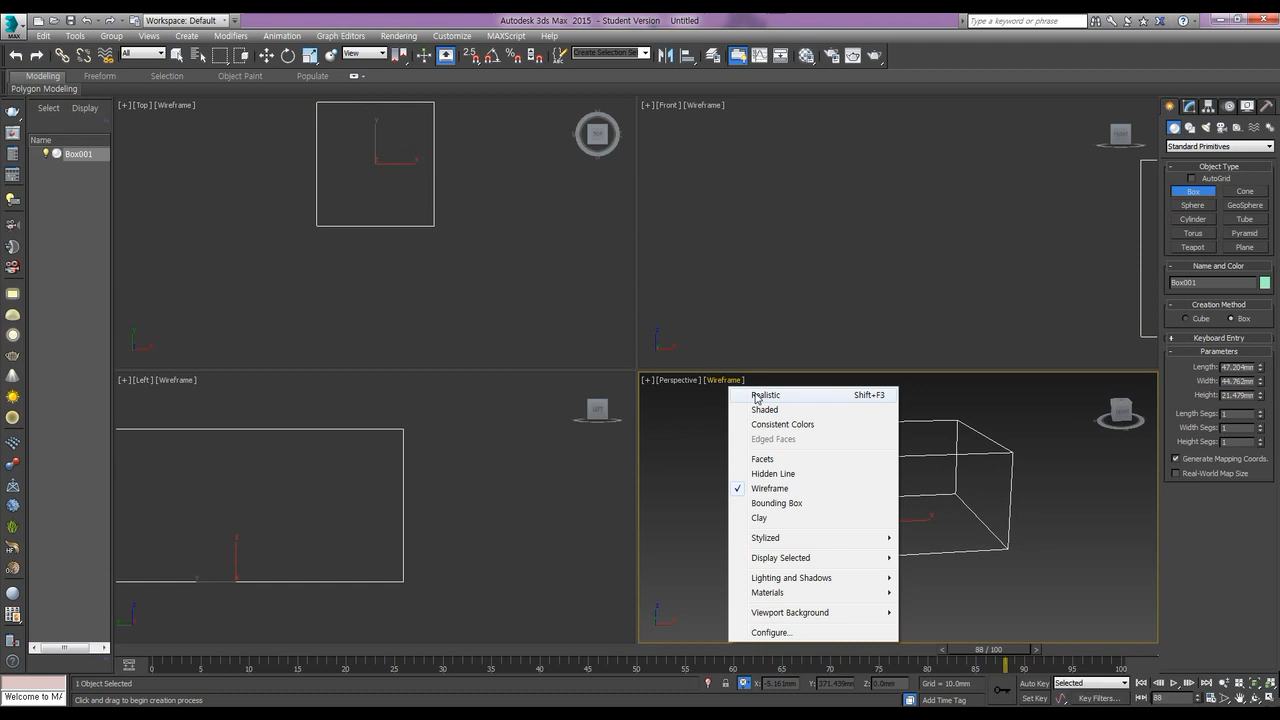 Workspace: Default
Autodesk 3ds Max 2015 - Student Version Untitled
Type a keyword or phrase
MAX
Edit Tools Group Views Create Modifiers Animation Graph Editors Rendering Customize MAXScript Help
All View Create Selection Se
Modeling Freeform Selection Object Paint Populate
Polygon Modeling
Select Display
Name
Box001
[+] [Top] [Wireframe]
TOP
[+] [Front] [Wireframe]
FRONT
[+] [Left] [Wireframe]
LEFT
[+] [Perspective] [Wireframe]
Realistic Shift+F3
Shaded
Consistent Colors
Edged Faces
Facets
Hidden Line
Wireframe
Bounding Box
Clay
Stylized
Display Selected
Lighting and Shadows
Materials
Viewport Background
Configure...
Standard Primitives
Object Type
AutoGrid
Box Cone
Sphere GeoSphere
Cylinder Tube
Torus Pyramid
Teapot Plane
Name and Color
Box001
Creation Method
Cube Box
Keyboard Entry
Parameters
Length: 47.204mm
Width: 44.762mm
Height: 21.479mm
Length Segs: 1
Width Segs: 1
Height Segs: 1
Generate Mapping Coords.
Real-World Map Size
88 / 100
0 5 10 15 20 25 30 35 40 45 50 55 60 65 70 75 80 85 90 95 100
1 Object Selected
X: -5.161mm Y: 371.439mm Z: 0.0mm Grid = 10.0mm
Auto Key Selected
Welcome to MA
Click and drag to begin creation process
Add Time Tag
Set Key Key Filters... 88